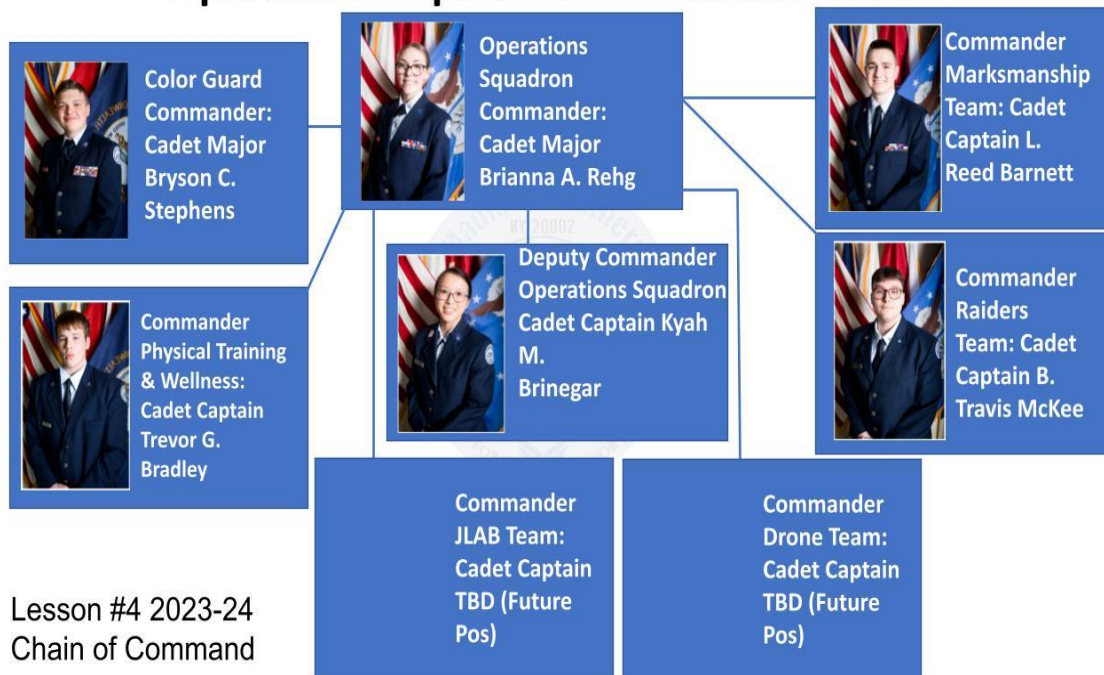 Color Guard
Commander:
Cadet Major
Bryson C.
Stephens
Operations
Squadron
Commander:
Cadet Major
Brianna A. Rehg
Commander
Marksmanship
Team: Cadet
Captain L.
Reed Barnett
Commander
Physical Training
& Wellness:
Cadet Captain
Trevor G.
Bradley
KY 20002
Deputy Commander
Operations Squadron
Cadet Captain Kyah
M.
Brinegar
Commander
Raiders
Team: Cadet
Captain B.
Travis McKee
Commander
JLAB Team:
Cadet Captain
TBD (Future
Pos)
Commander
Drone Team:
Cadet Captain
TBD (Future
Pos)
Lesson #4 2023-24
Chain of Command